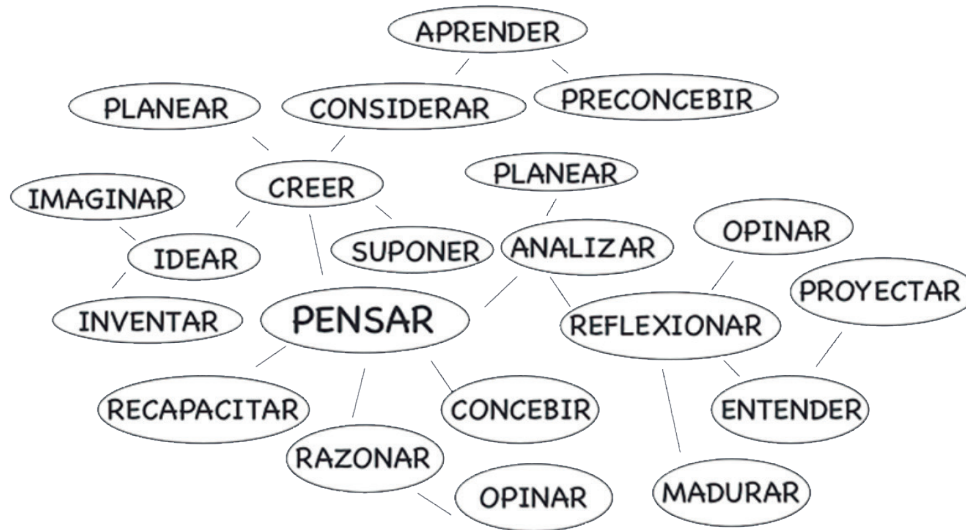 APRENDER
PLANEAR
CONSIDERAR
PRECONCEBIR
IMAGINAR
CREER
PLANEAR
IDEAR
SUPONER
ANALIZAR
OPINAR
INVENTAR
PENSAR
REFLEXIONAR
PROYECTAR
RECAPACITAR
CONCEBIR
ENTENDER
RAZONAR
OPINAR
MADURAR